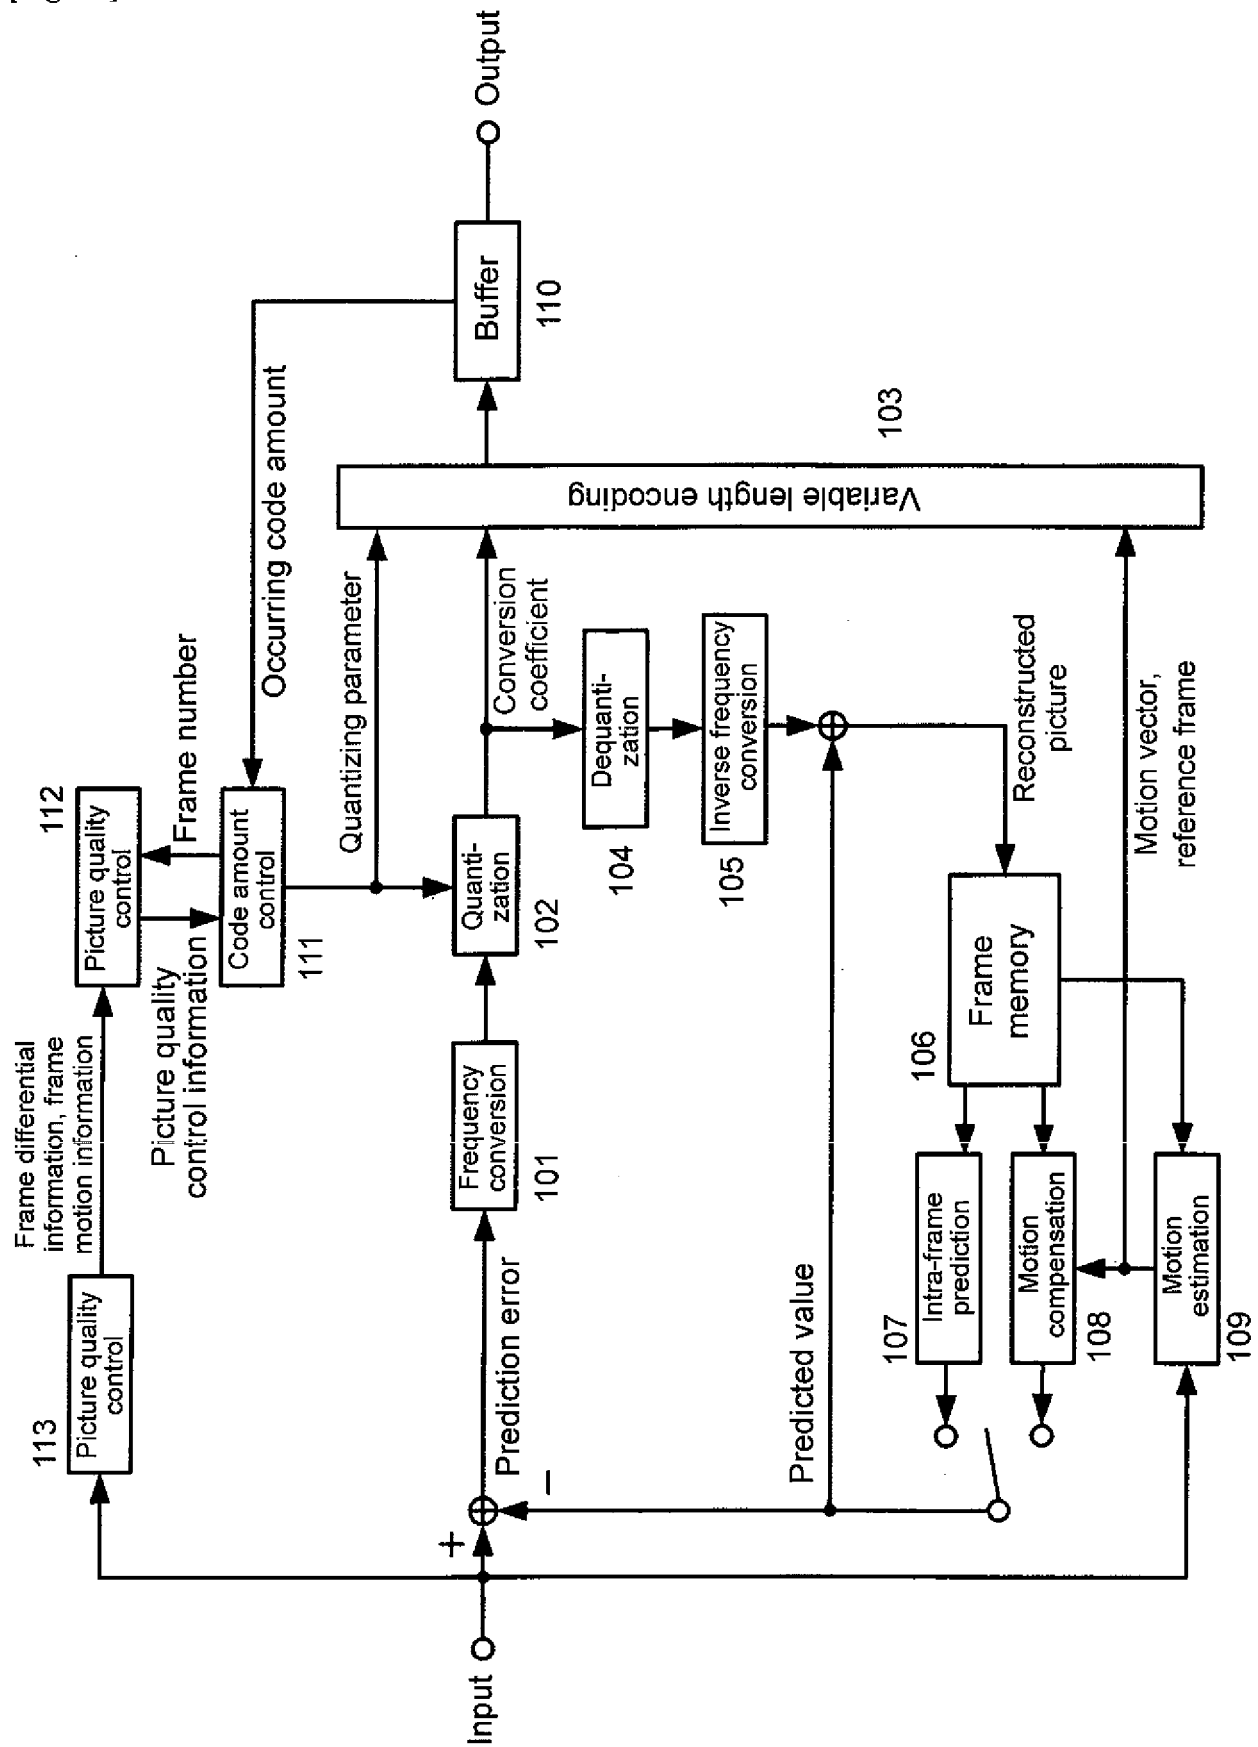 113
Picture quality
control
Frame differential
information, frame
motion information
112
Picture quality
control
Picture quality
control information
Frame number
Code amount
control
111
Occurring code amount
Quantizing parameter
Input
+
-
Prediction error
Frequency
conversion
101
Quanti-
zation
102
Conversion
coefficient
Variable length encoding
103
Buffer
110
Output
Dequanti-
zation
104
Inverse frequency
conversion
105
Predicted value
Reconstructed
picture
106
Frame
memory
107
Intra-frame
prediction
Motion
compensation
108
Motion
estimation
109
Motion vector,
reference frame